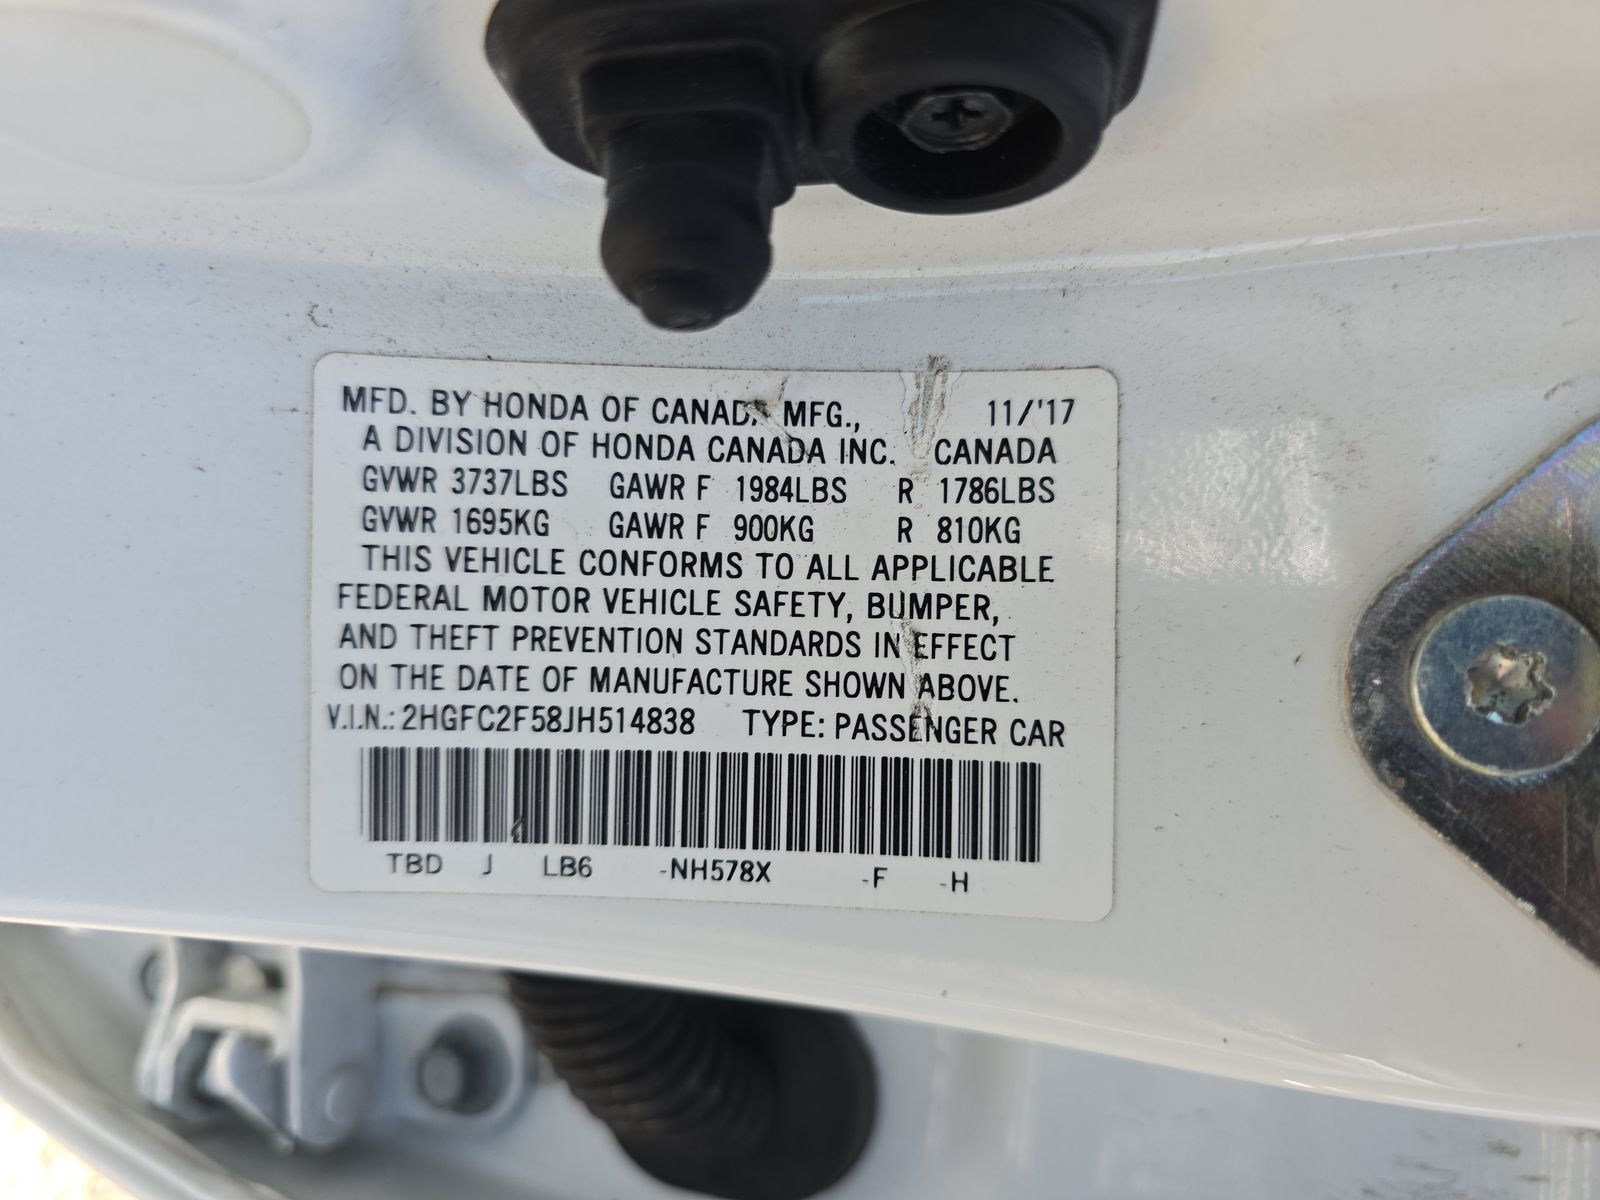 MFD. BY HONDA OF CANADA MFG., 11/'17
A DIVISION OF HONDA CANADA INC. CANADA
GVWR 3737LBS GAWR F 1984LBS R 1786LBS
GVWR 1695KG GAWR F 900KG R 810KG
THIS VEHICLE CONFORMS TO ALL APPLICABLE
FEDERAL MOTOR VEHICLE SAFETY, BUMPER,
AND THEFT PREVENTION STANDARDS IN EFFECT
ON THE DATE OF MANUFACTURE SHOWN ABOVE.
V.I.N.: 2HGFC2F58JH514838 TYPE: PASSENGER CAR
TBD J LB6 -NH578X -F -H